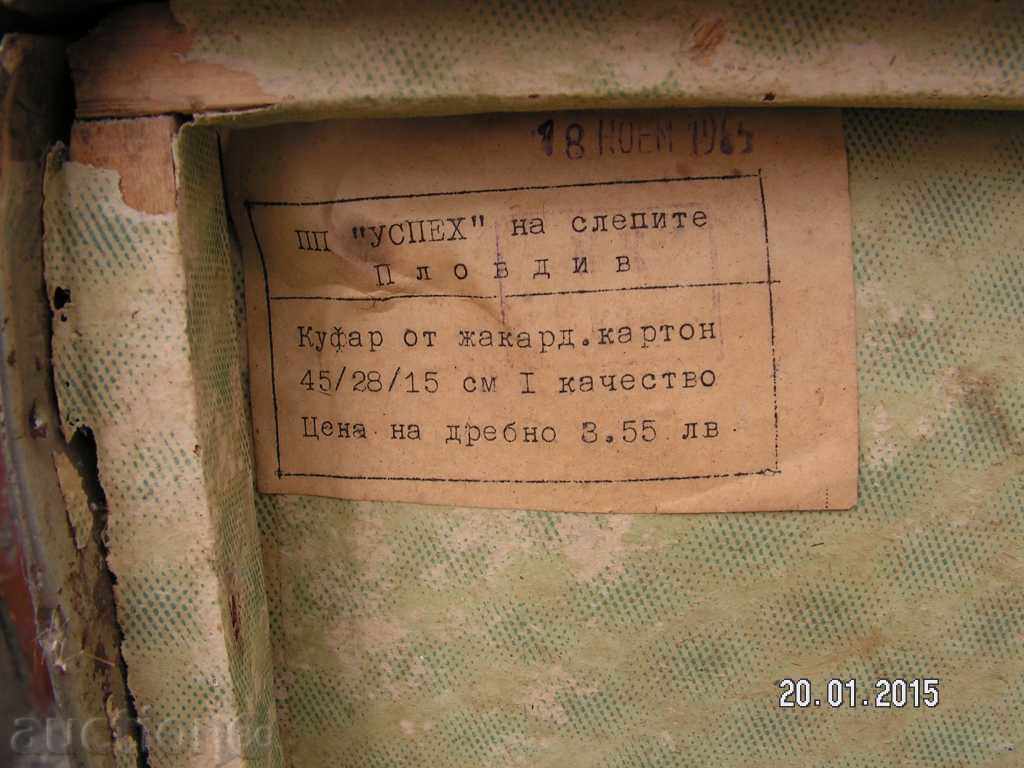 18 НОЕМ 1965
ПП "УСПЕХ" на слепите
Пловдив
Куфар от жакард.картон
45/28/15 см I качество
Цена на дребно 3.55 лв
20.01.2015